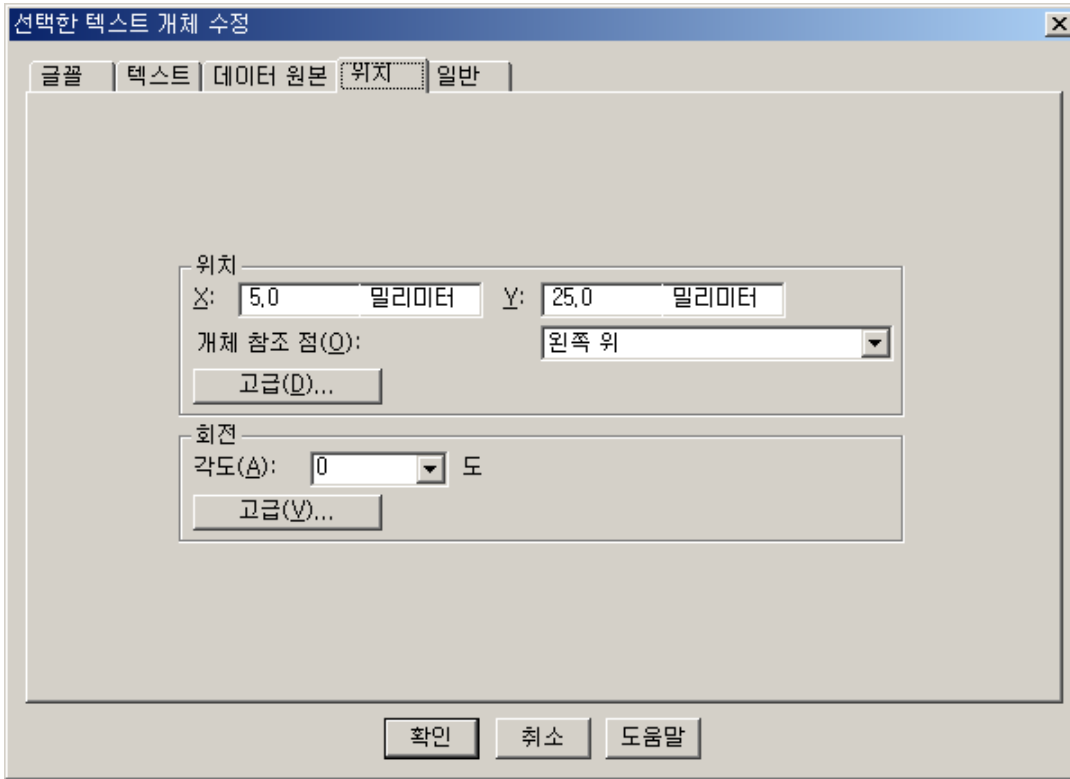 선택한 텍스트 개체 수정
글꼴 텍스트 데이터 원본 위치 일반
위치
X: 5,0 밀리미터 Y: 25,0 밀리미터
개체 참조 점(O): 왼쪽 위
고급(D)...
회전
각도(A): 0 도
고급(V)...
확인 취소 도움말